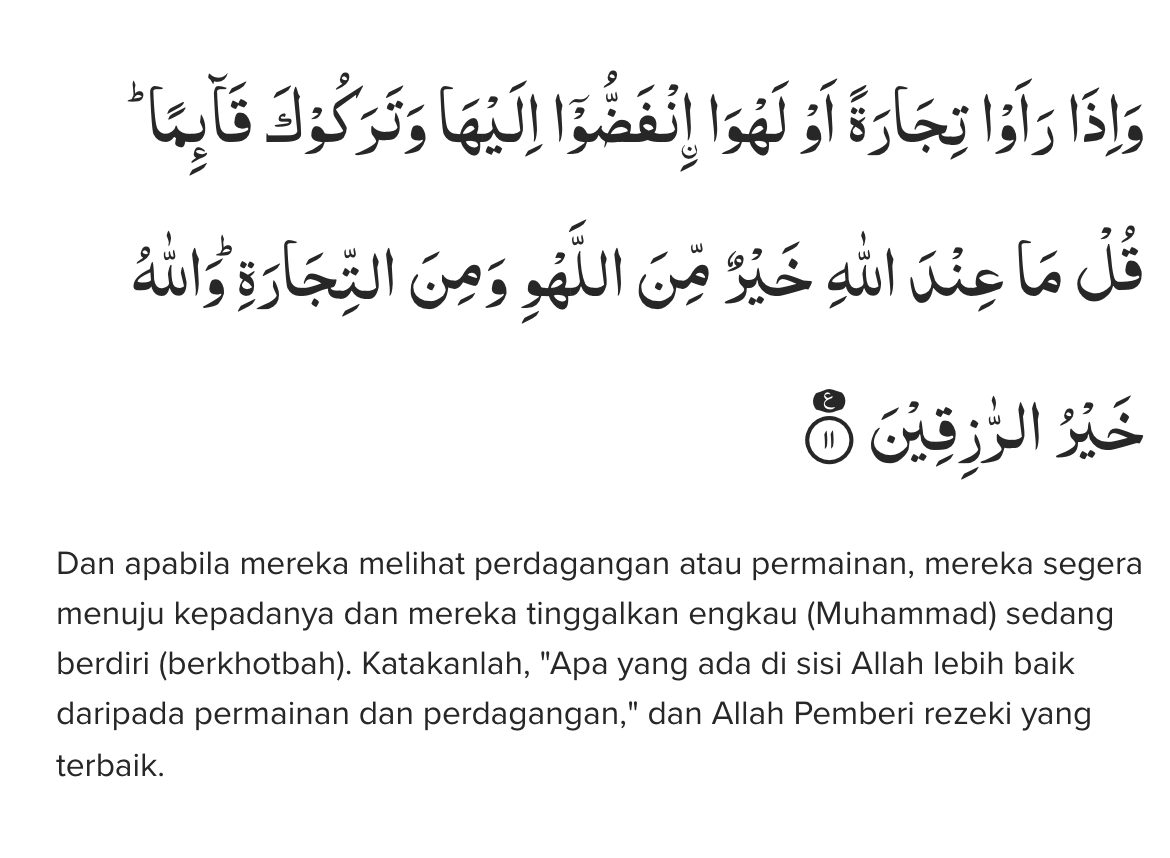 وَاِذَا رَاَوْا تِجَارَةً اَوْ لَهْوَا ۨاِنْفَضُّوْٓا اِلَيْهَا وَتَرَكُوْكَ قَاۤىِٕمًاۗ
قُلْ مَا عِنْدَ اللّٰهِ خَيْرٌ مِّنَ اللَّهْوِ وَمِنَ التِّجَارَةِۗ وَاللّٰهُ
خَيْرُ الرّٰزِقِيْنَ ࣖ ١١
Dan apabila mereka melihat perdagangan atau permainan, mereka segera
menuju kepadanya dan mereka tinggalkan engkau (Muhammad) sedang
berdiri (berkhotbah). Katakanlah, "Apa yang ada di sisi Allah lebih baik
daripada permainan dan perdagangan," dan Allah Pemberi rezeki yang
terbaik.